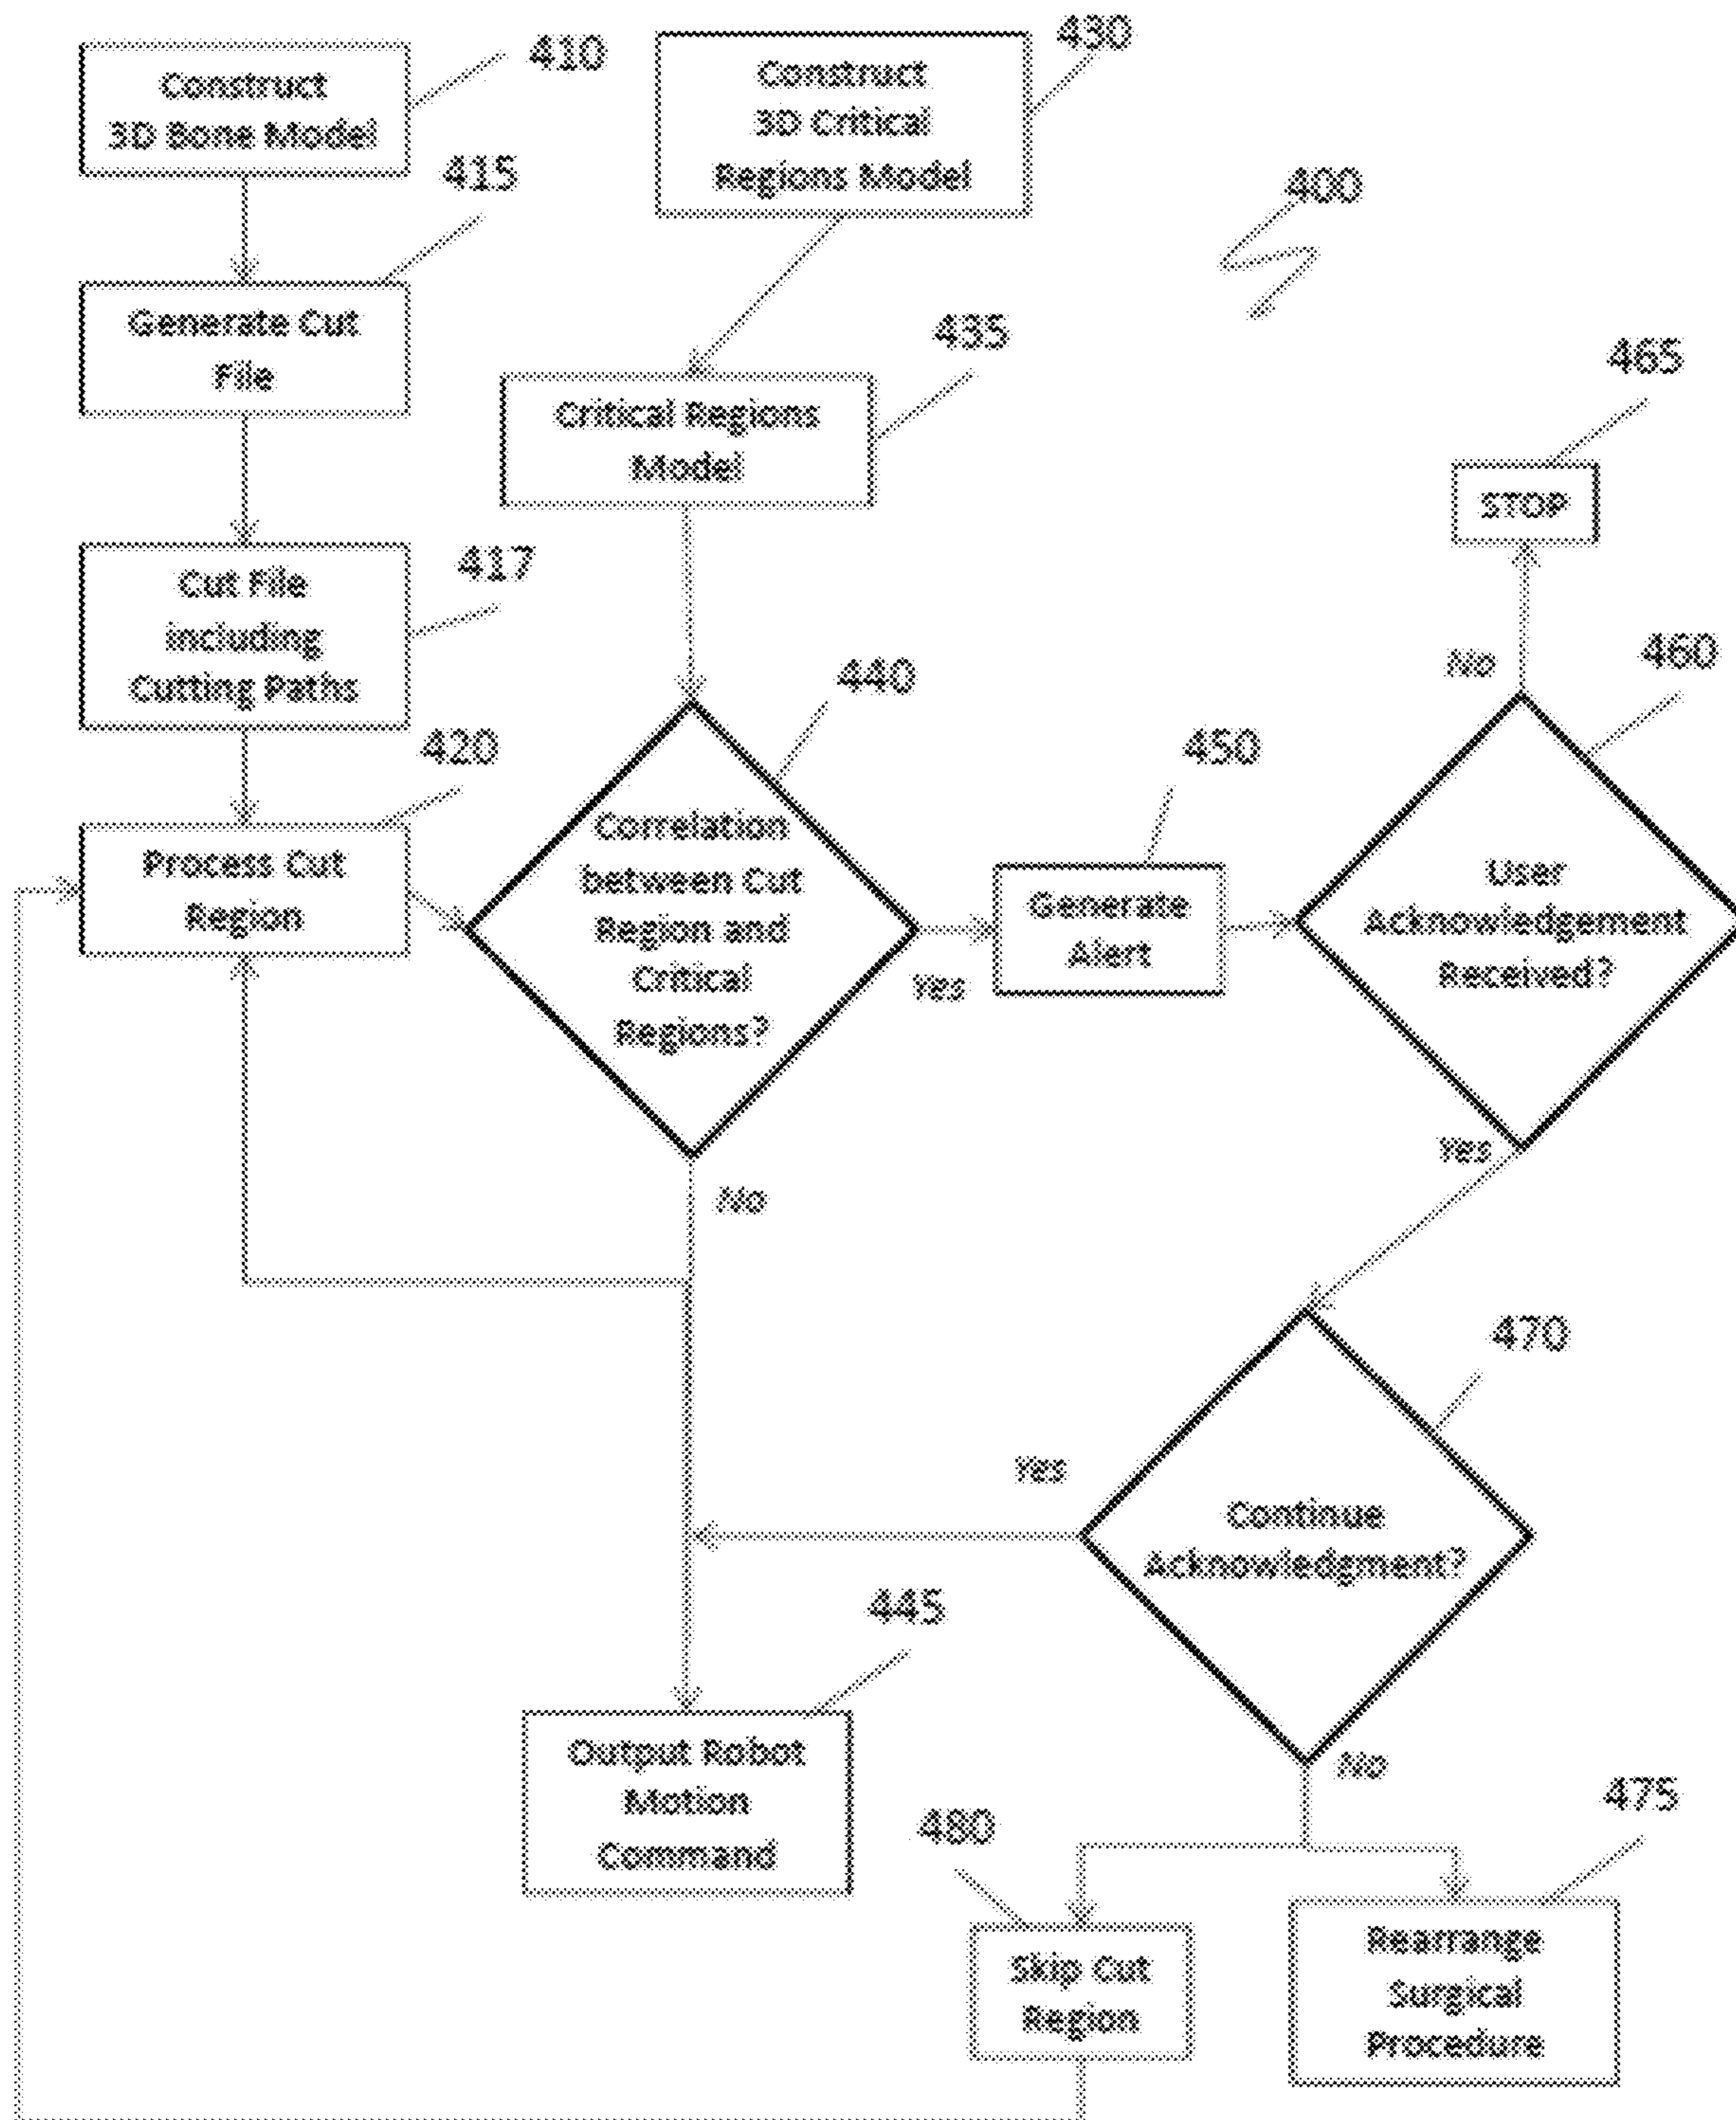 410
Construct
3D Bone Model
430
Construct
3D Critical
Regions Model
400
415
Generate Cut
File
435
Critical Regions
Model
465
STOP
417
Cut File
including
Cutting Paths
420
Process Cut
Region
440
Correlation
between Cut
Region and
Critical
Regions?
Yes
No
450
Generate
Alert
460
No
User
Acknowledgement
Received?
Yes
470
Yes
Continue
Acknowledgment?
No
445
Output Robot
Motion
Command
480
Skip Cut
Region
475
Rearrange
Surgical
Procedure